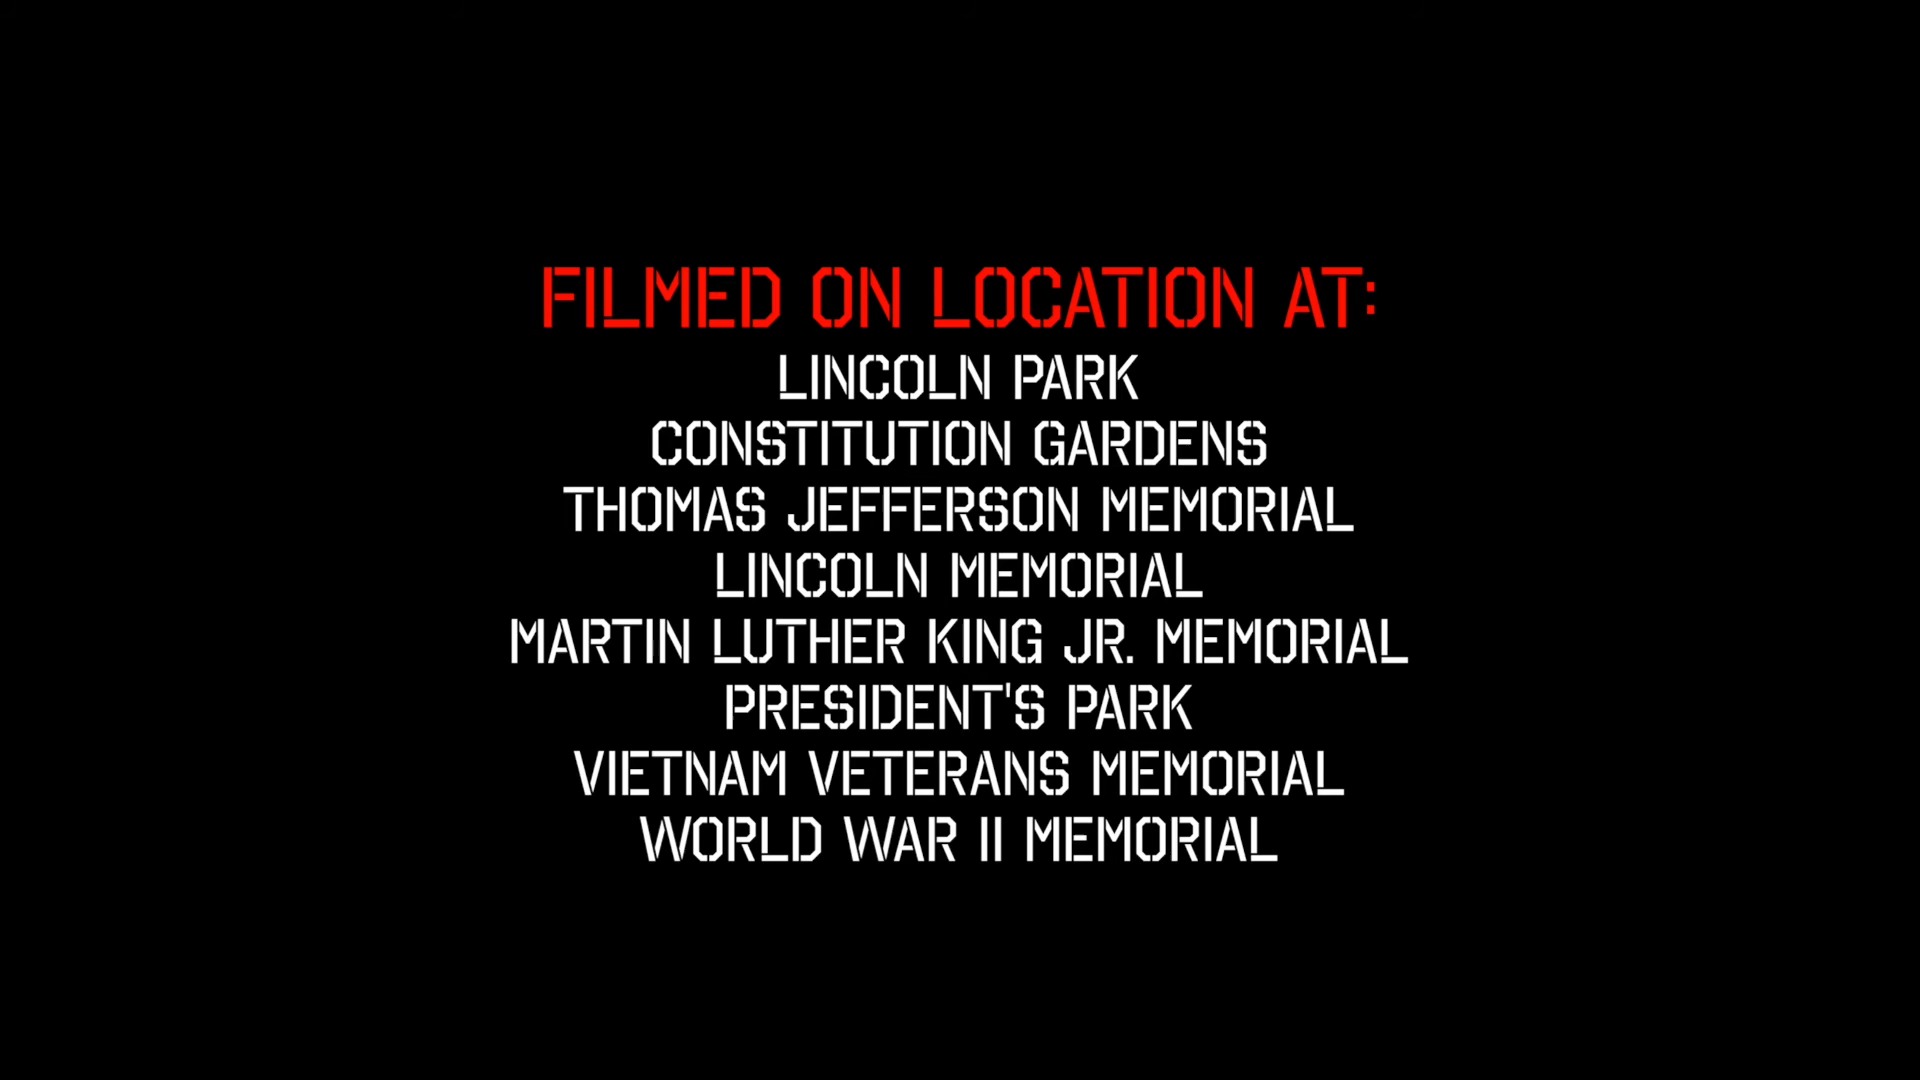 FILMED ON LOCATION AT:
LINCOLN PARK
CONSTITUTION GARDENS
THOMAS JEFFERSON MEMORIAL
LINCOLN MEMORIAL
MARTIN LUTHER KING JR. MEMORIAL
PRESIDENT'S PARK
VIETNAM VETERANS MEMORIAL
WORLD WAR II MEMORIAL